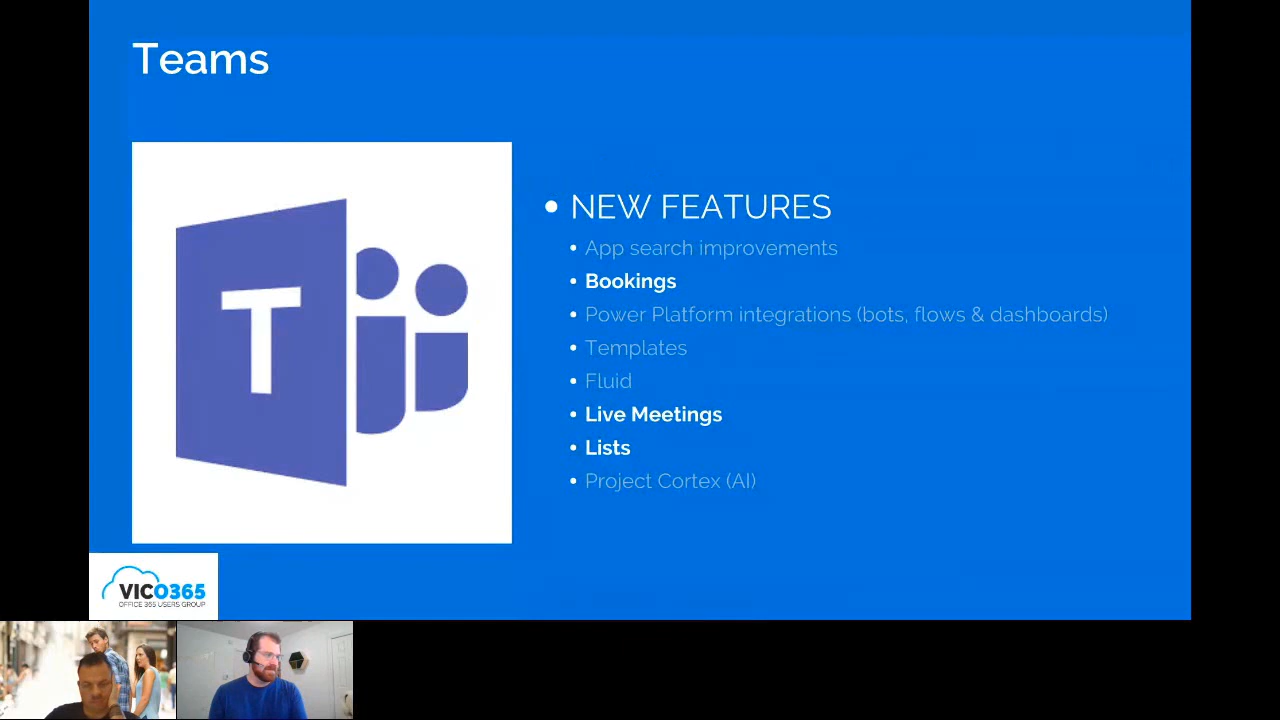 Teams
T
NEW FEATURES
App search improvements
Bookings
Power Platform integrations (bots, flows & dashboards)
Templates
Fluid
Live Meetings
Lists
Project Cortex (AI)
VICO365
OFFICE 365 USERS GROUP